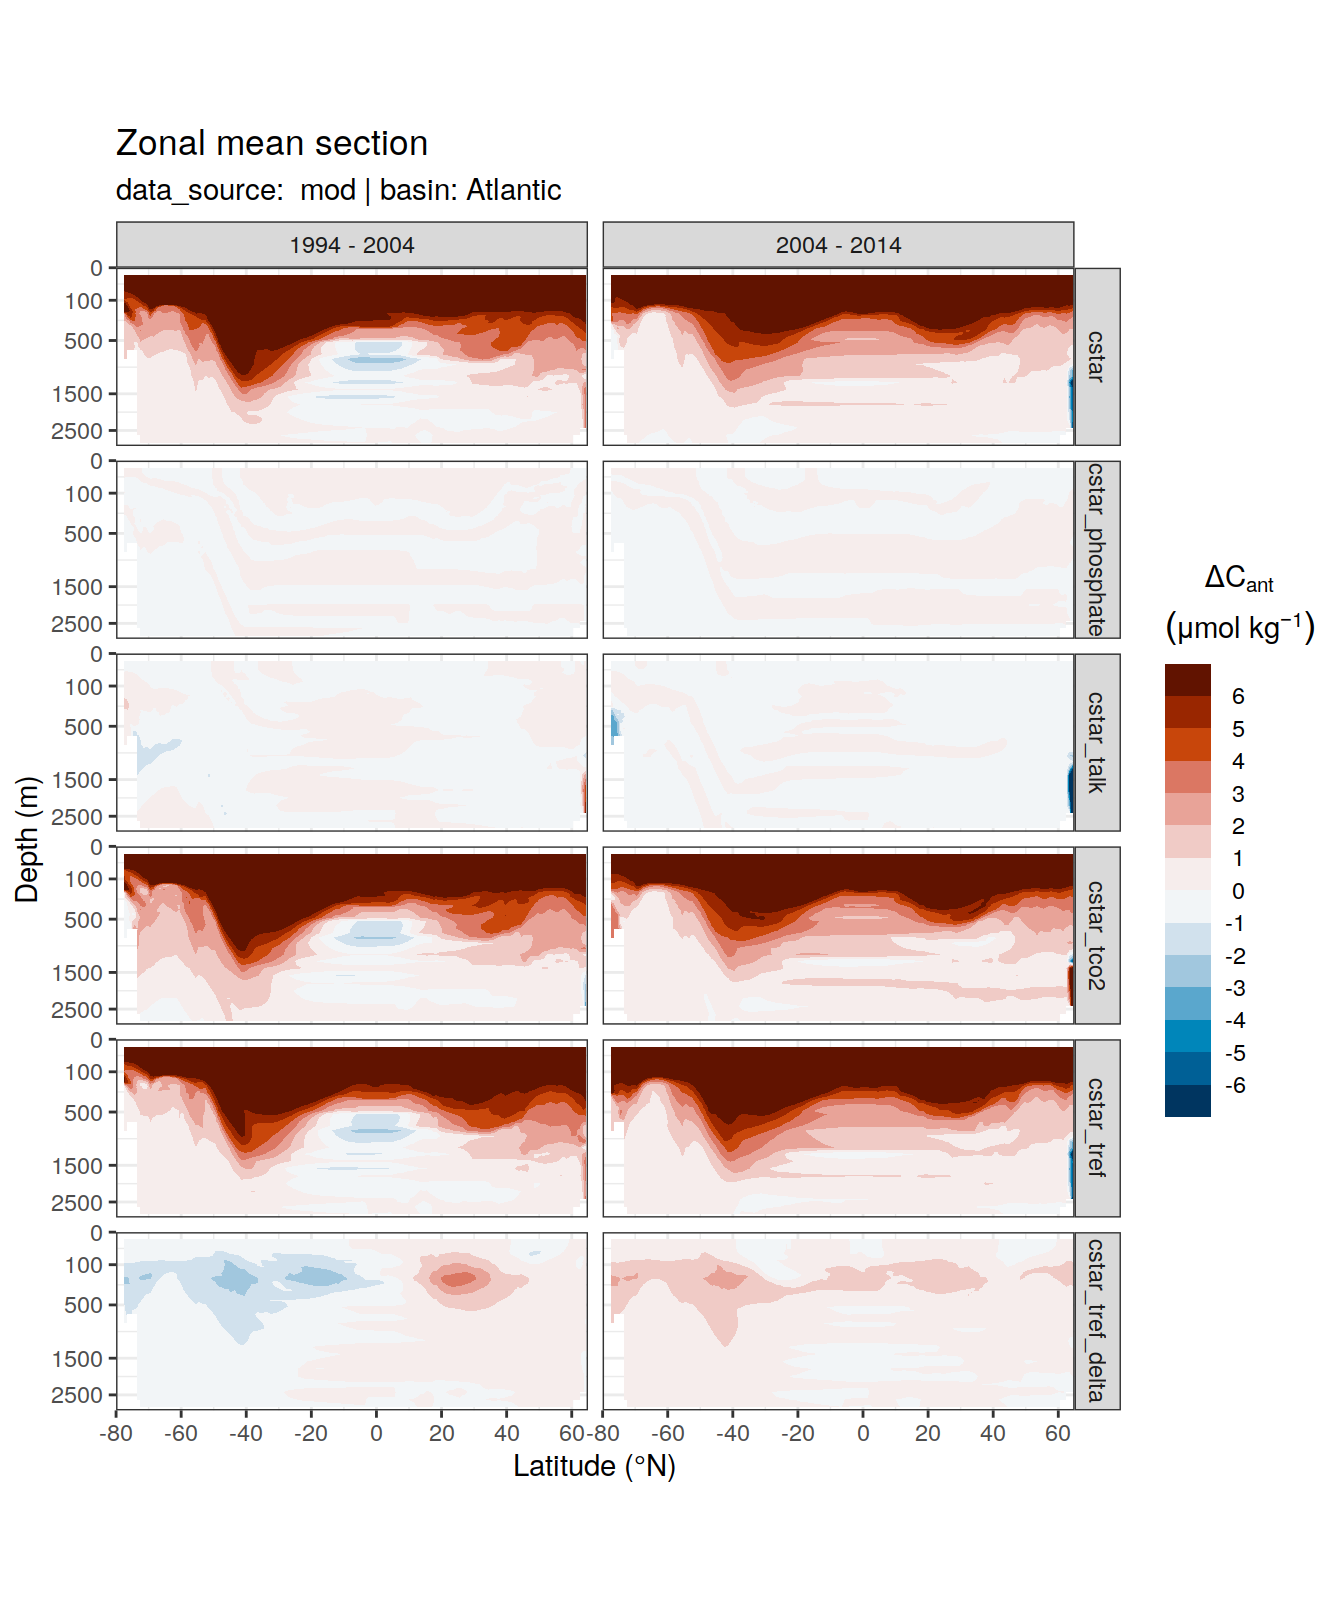 Zonal mean section
data_source:  mod | basin: Atlantic
1994 - 2004
2004 - 2014
0
100
500
1500
2500
cstar
0
100
500
1500
2500
cstar_phosphate
0
100
500
1500
2500
cstar_talk
0
100
500
1500
2500
cstar_tco2
0
100
500
1500
2500
cstar_tref
0
100
500
1500
2500
cstar_tref_delta
-80 -60 -40 -20 0 20 40 60
-80 -60 -40 -20 0 20 40 60
Latitude (°N)
Depth (m)
ΔCant
(μmol kg⁻¹)
6
5
4
3
2
1
0
-1
-2
-3
-4
-5
-6